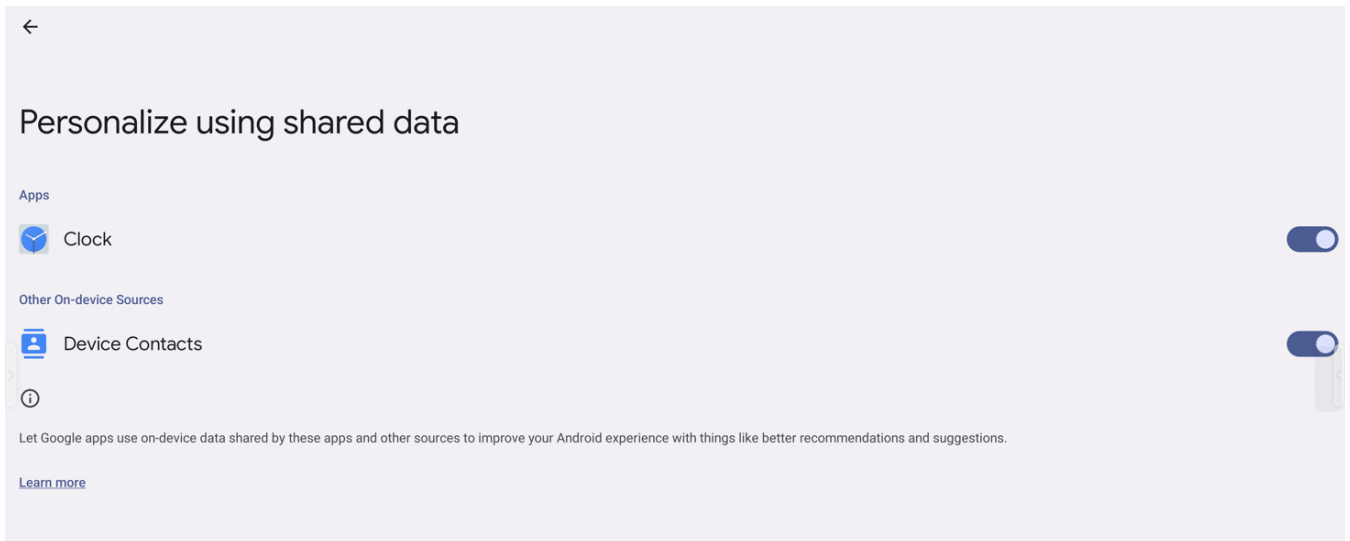 Personalize using shared data
Apps
Clock
Other On-device Sources
Device Contacts
Let Google apps use on-device data shared by these apps and other sources to improve your Android experience with things like better recommendations and suggestions.
Learn more